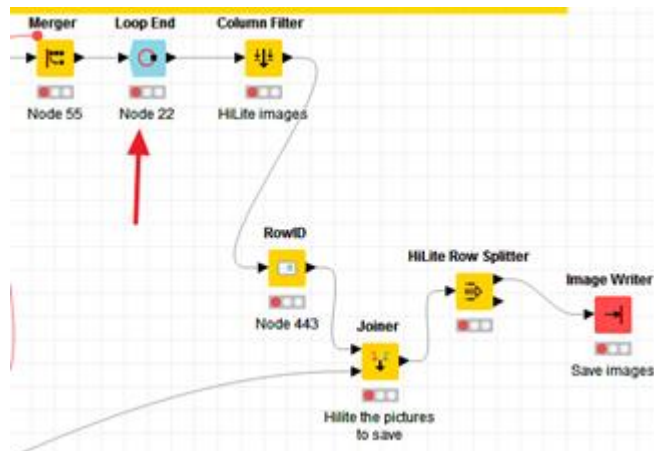 Merger
Loop End
Column Filter
Node 55
Node 22
HiLite images
RowID
Node 443
HiLite Row Splitter
Image Writer
Joiner
Save images
Hilite the pictures
to save